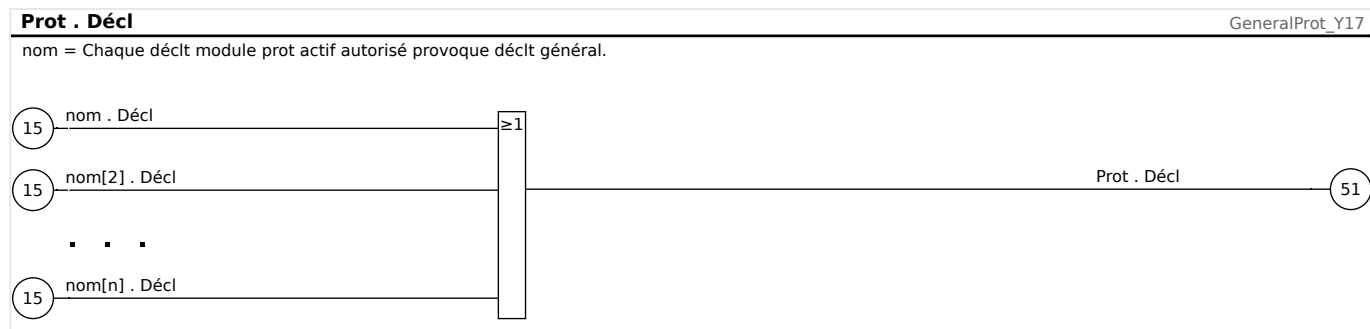 Prot . Décl
GeneralProt_Y17
nom = Chaque déclt module prot actif autorisé provoque déclt général.
nom . Décl
15
≥1
nom[2] . Décl
15
Prot . Décl
51
. . .
nom[n] . Décl
15